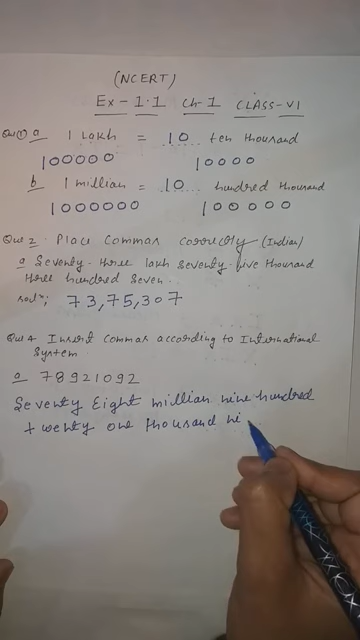 (NCERT)
Ex-1.1 Ch-1 CLASS-VI
Que① a 1 lakh = 10 ten thousand
100000 10000
b 1 million = 10 hundred thousand
1000000 100000
Que 2. Place Commas correctly (Indian)
a Seventy-three lakh seventy-five thousand
three hundred seven.
solⁿ; 73,75,307
Que 4 Insert commas according to International
System
a 78921092
Seventy Eight million nine hundred
twenty one thousand ni